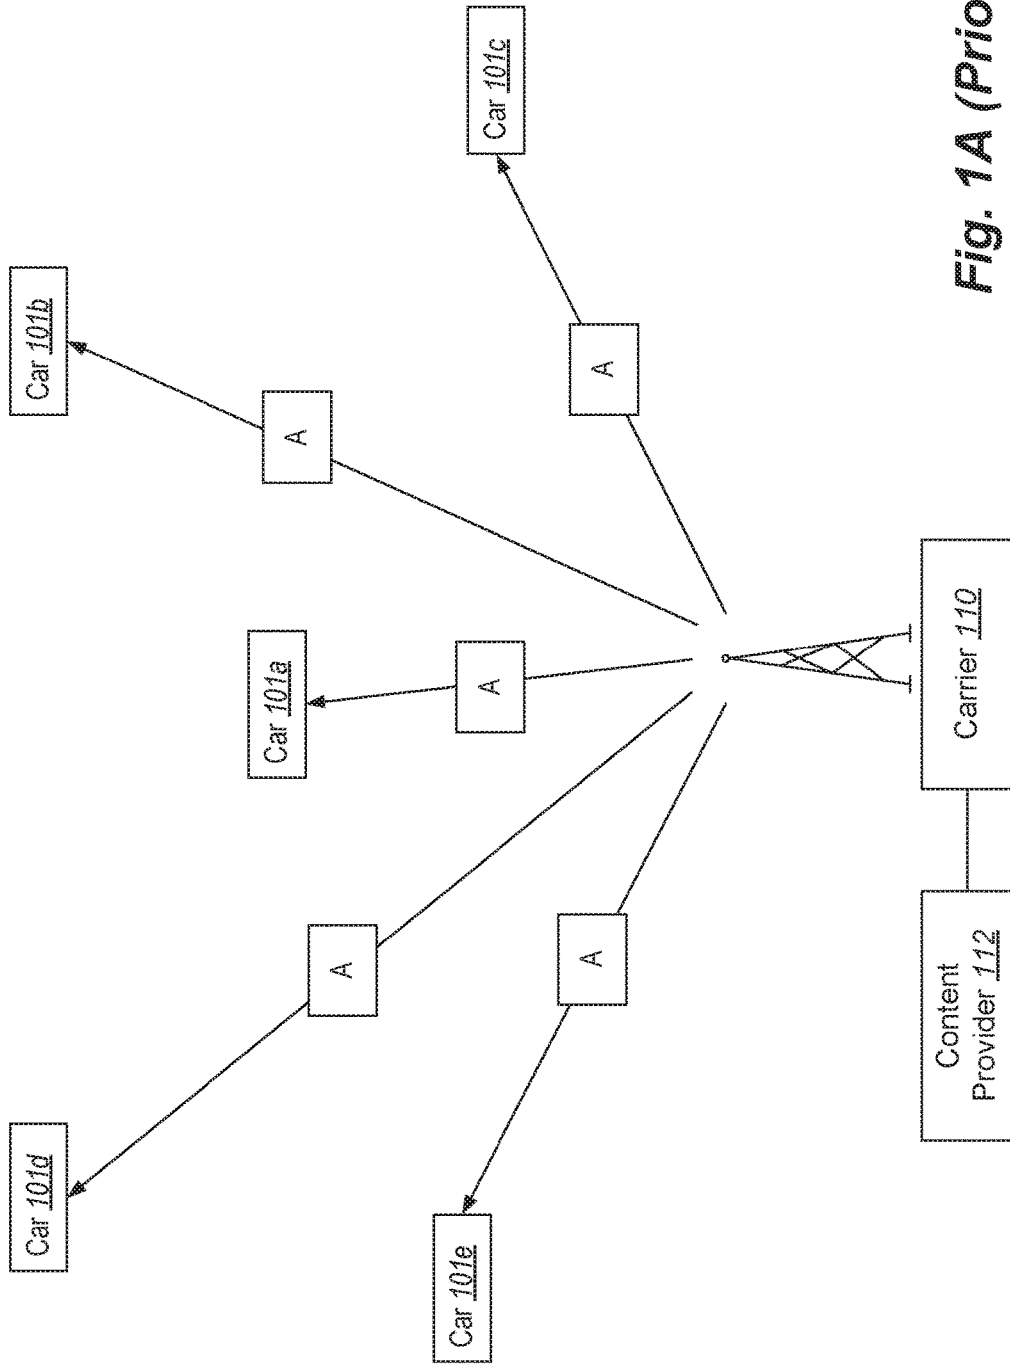 Car 101d
Car 101b
A
A
Car 101a
Car 101e
A
Car 101c
A
A
Content
Provider 112
Carrier 110
Fig. 1A (Prio